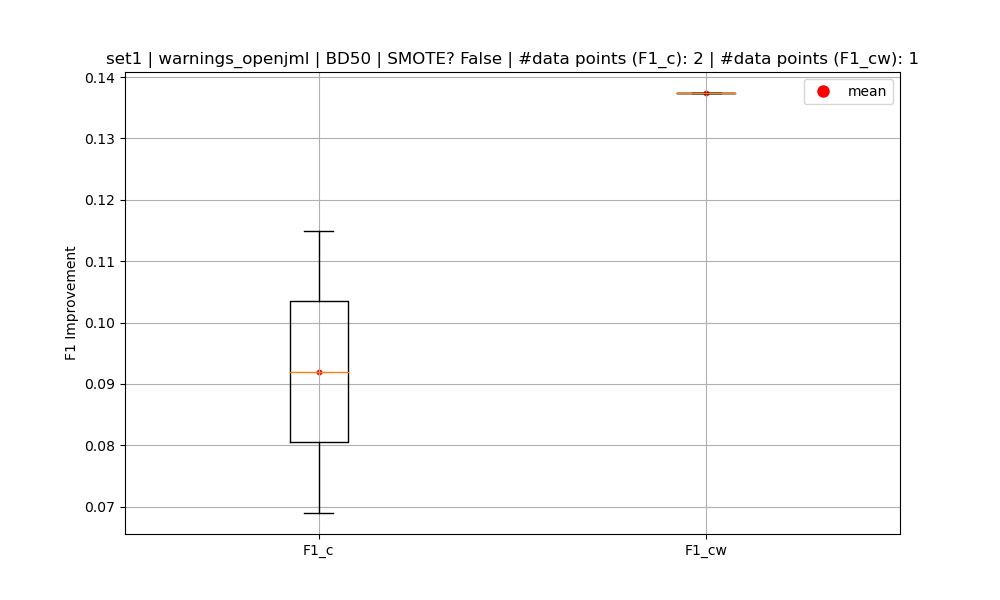 set1 | warnings_openjml | BD50 | SMOTE? False | #data points (F1_c): 2 | #data points (F1_cw): 1
mean
F1 Improvement
0.14
0.13
0.12
0.11
0.10
0.09
0.08
0.07
F1_c
F1_cw